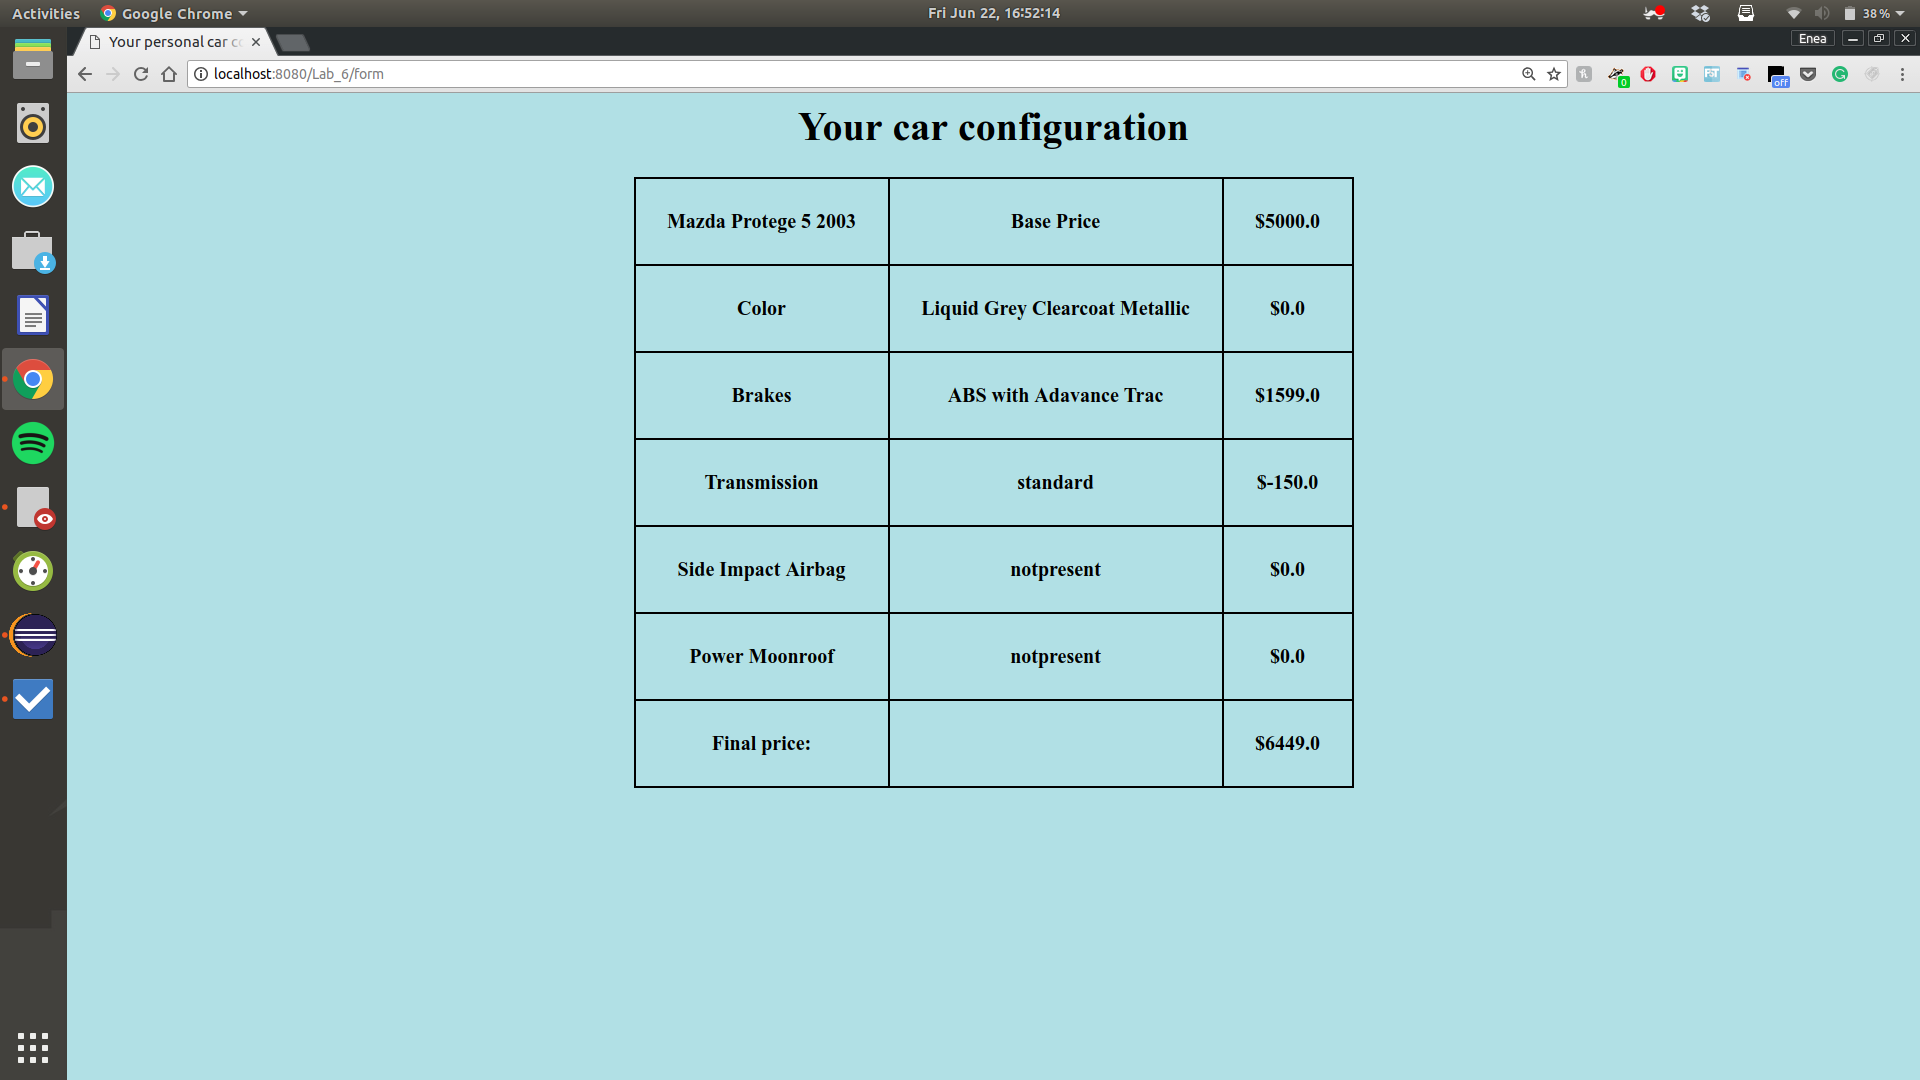 Activities Google Chrome Fri Jun 22, 16:52:14 38 %
Your personal car c
Enea
localhost:8080/Lab_6/form
0
off
Your car configuration
Mazda Protege 5 2003 Base Price $5000.0
Color Liquid Grey Clearcoat Metallic $0.0
Brakes ABS with Adavance Trac $1599.0
Transmission standard $-150.0
Side Impact Airbag notpresent $0.0
Power Moonroof notpresent $0.0
Final price: $6449.0